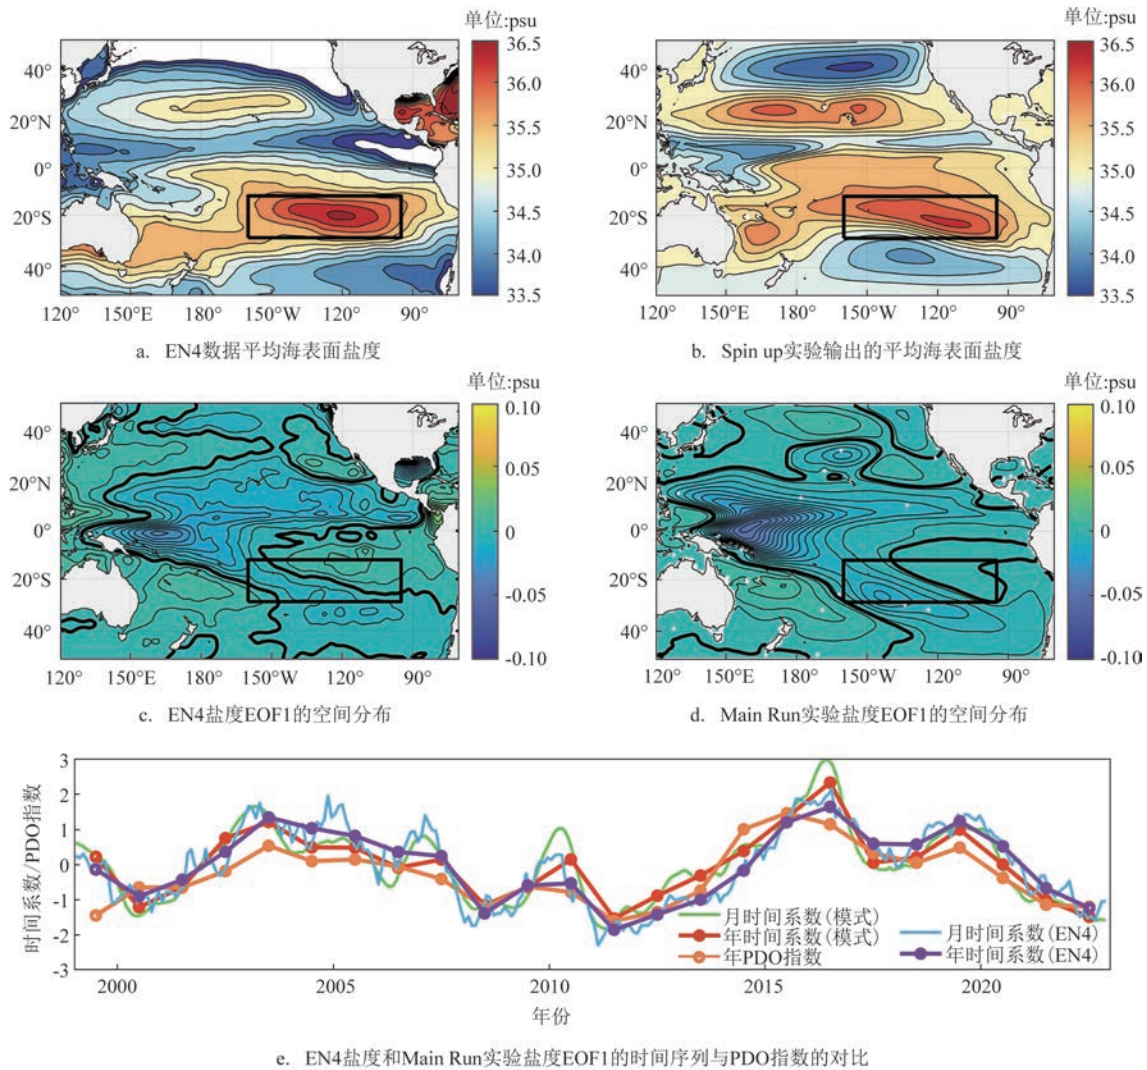 单位:psu 单位:psu
36.5 36.5
40° 36.0 40° 36.0
20°N 35.5 20°N 35.5
0° 35.0 0° 35.0
20°S 34.5 20°S 34.5
40° 34.0 40° 34.0
33.5 33.5
120° 150°E 180° 150°W 120° 90° 120° 150°E 180° 150°W 120° 90°
a. EN4数据平均海表面盐度 b. Spin up实验输出的平均海表面盐度
单位:psu 单位:psu
0.10 0.10
40° 40°
20°N 0.05 20°N 0.05
0° 0 0° 0
20°S -0.05 20°S -0.05
40° 40°
-0.10 -0.10
120° 150°E 180° 150°W 120° 90° 120° 150°E 180° 150°W 120° 90°
c. EN4盐度EOF1的空间分布 d. Main Run实验盐度EOF1的空间分布
时间系数/PDO指数
3
2
1
0
-1
-2
-3
月时间系数(模式)
年时间系数(模式) 月时间系数(EN4)
年PDO指数 年时间系数(EN4)
2000 2005 2010 2015 2020
年份
e. EN4盐度和Main Run实验盐度EOF1的时间序列与PDO指数的对比